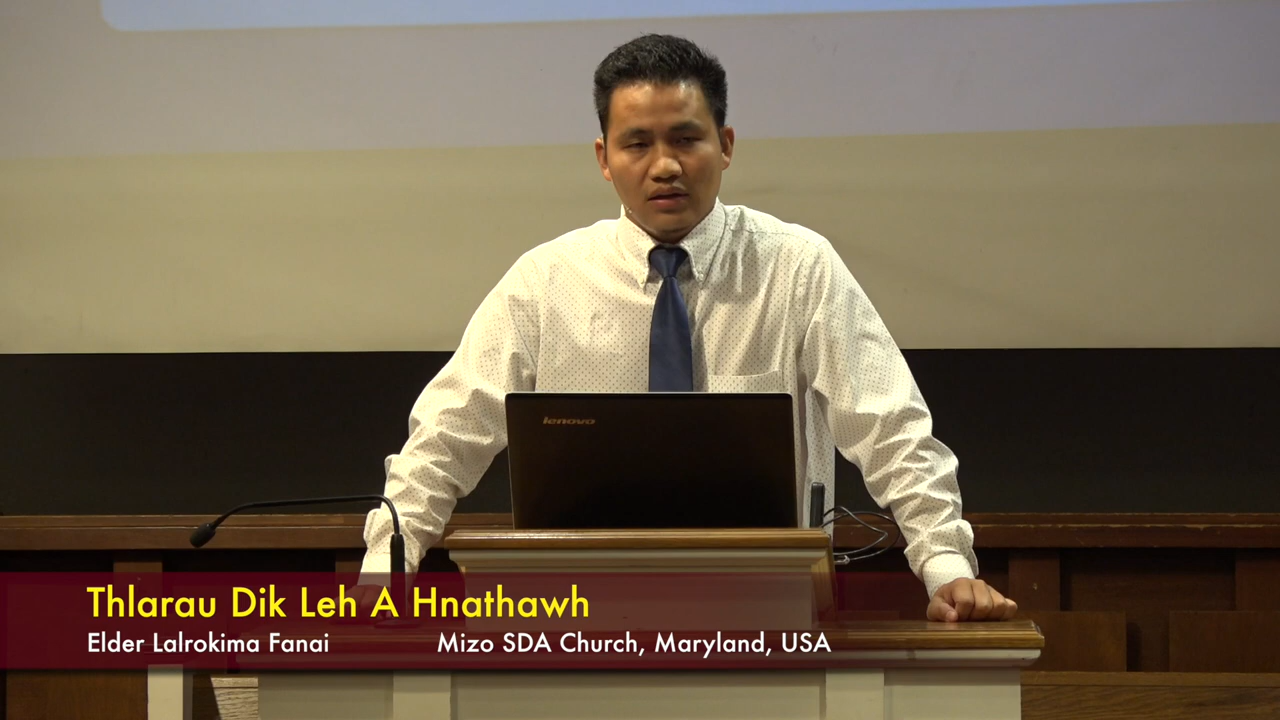 lenovo
Thlarau Dik Leh A Hnathawh
Elder Lalrokima Fanai
Mizo SDA Church, Maryland, USA